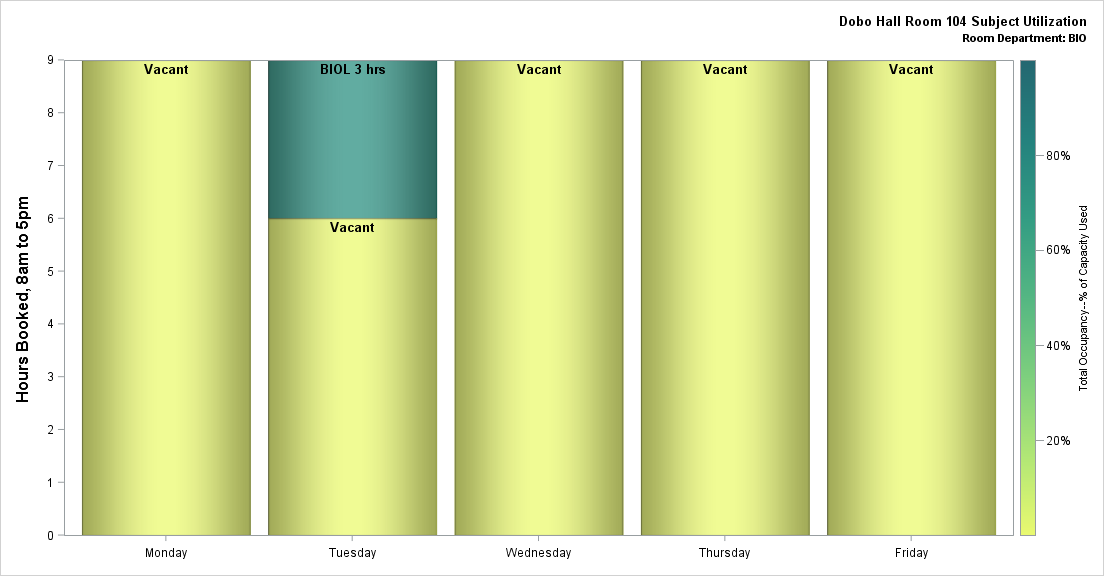 Dobo Hall Room 104 Subject Utilization
Room Department: BIO
Hours Booked, 8am to 5pm
9
8
7
6
5
4
3
2
1
0
Vacant
BIOL 3 hrs
Vacant
Vacant
Vacant
Vacant
Monday
Tuesday
Wednesday
Thursday
Friday
80%
60%
40%
20%
Total Occupancy--% of Capacity Used